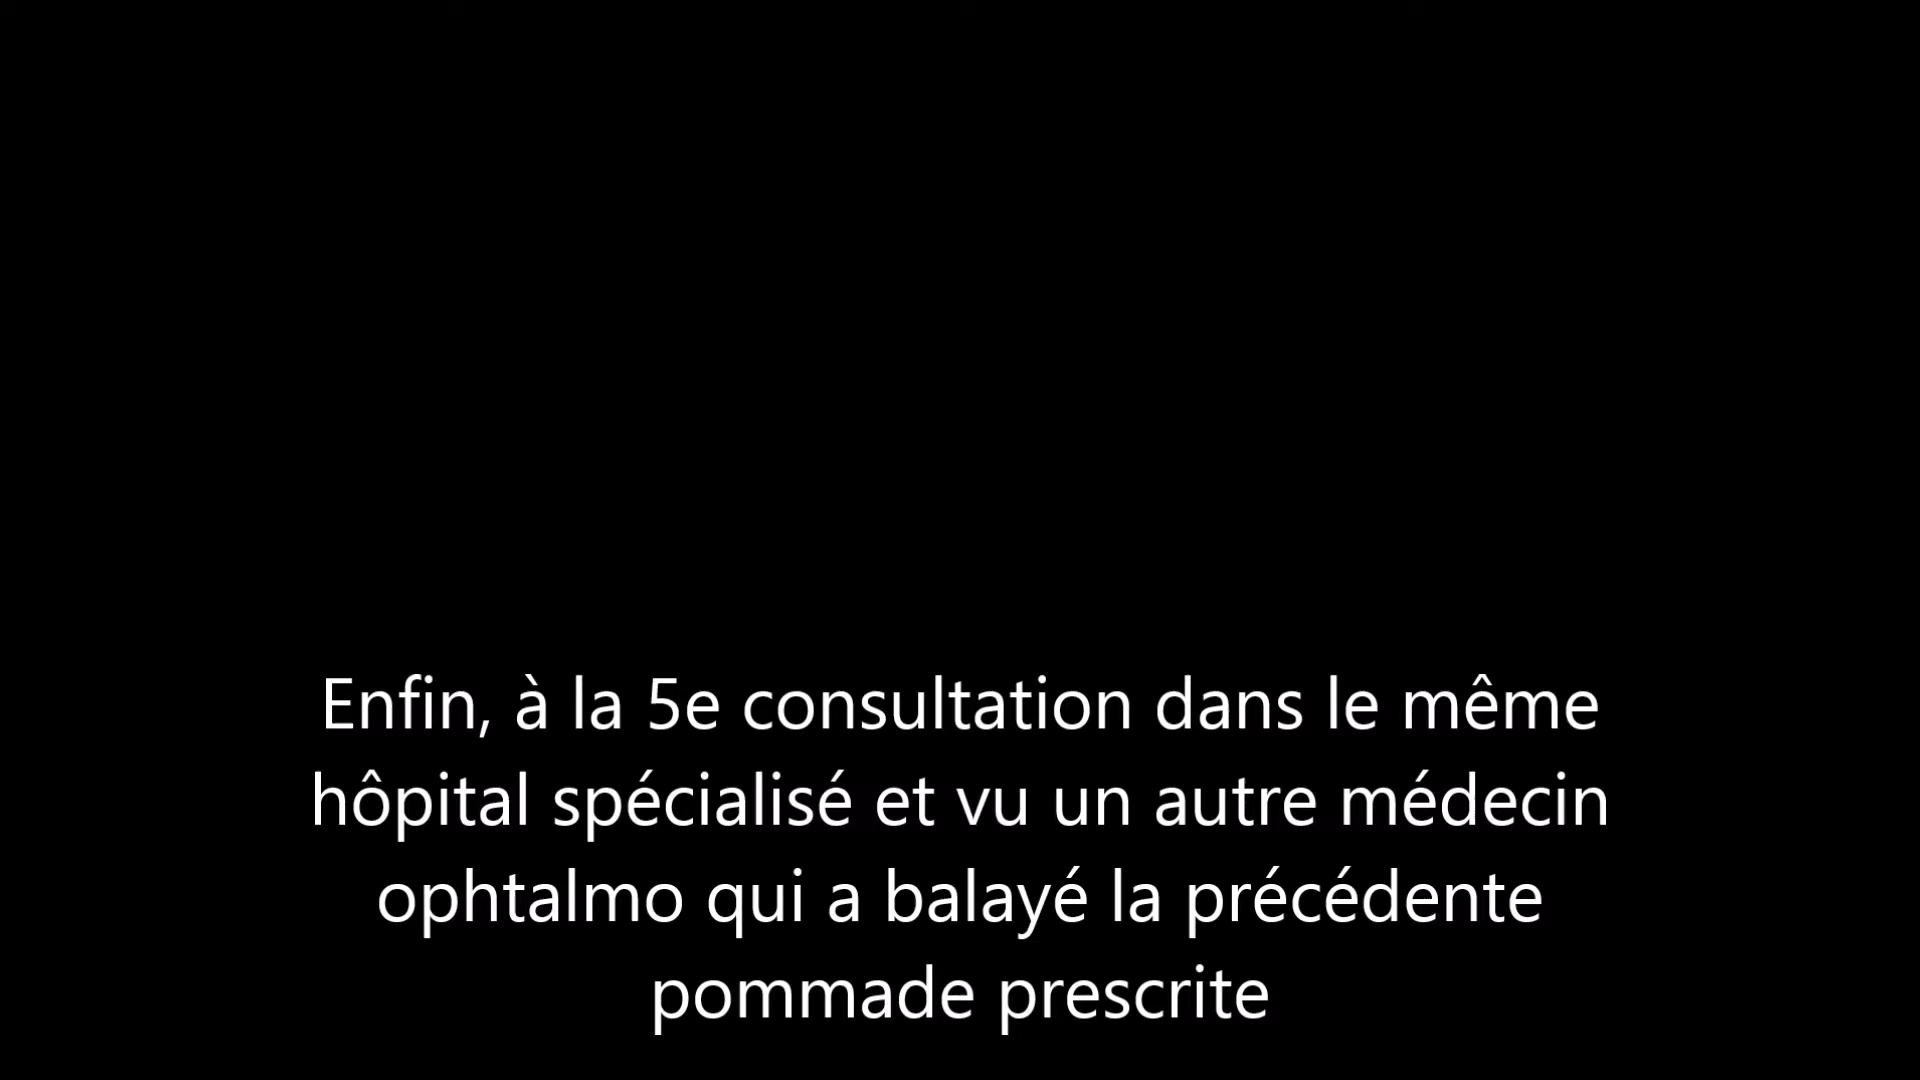 Enfin, à la 5e consultation dans le même
hôpital spécialisé et vu un autre médecin
ophtalmo qui a balayé la précédente
pommade prescrite